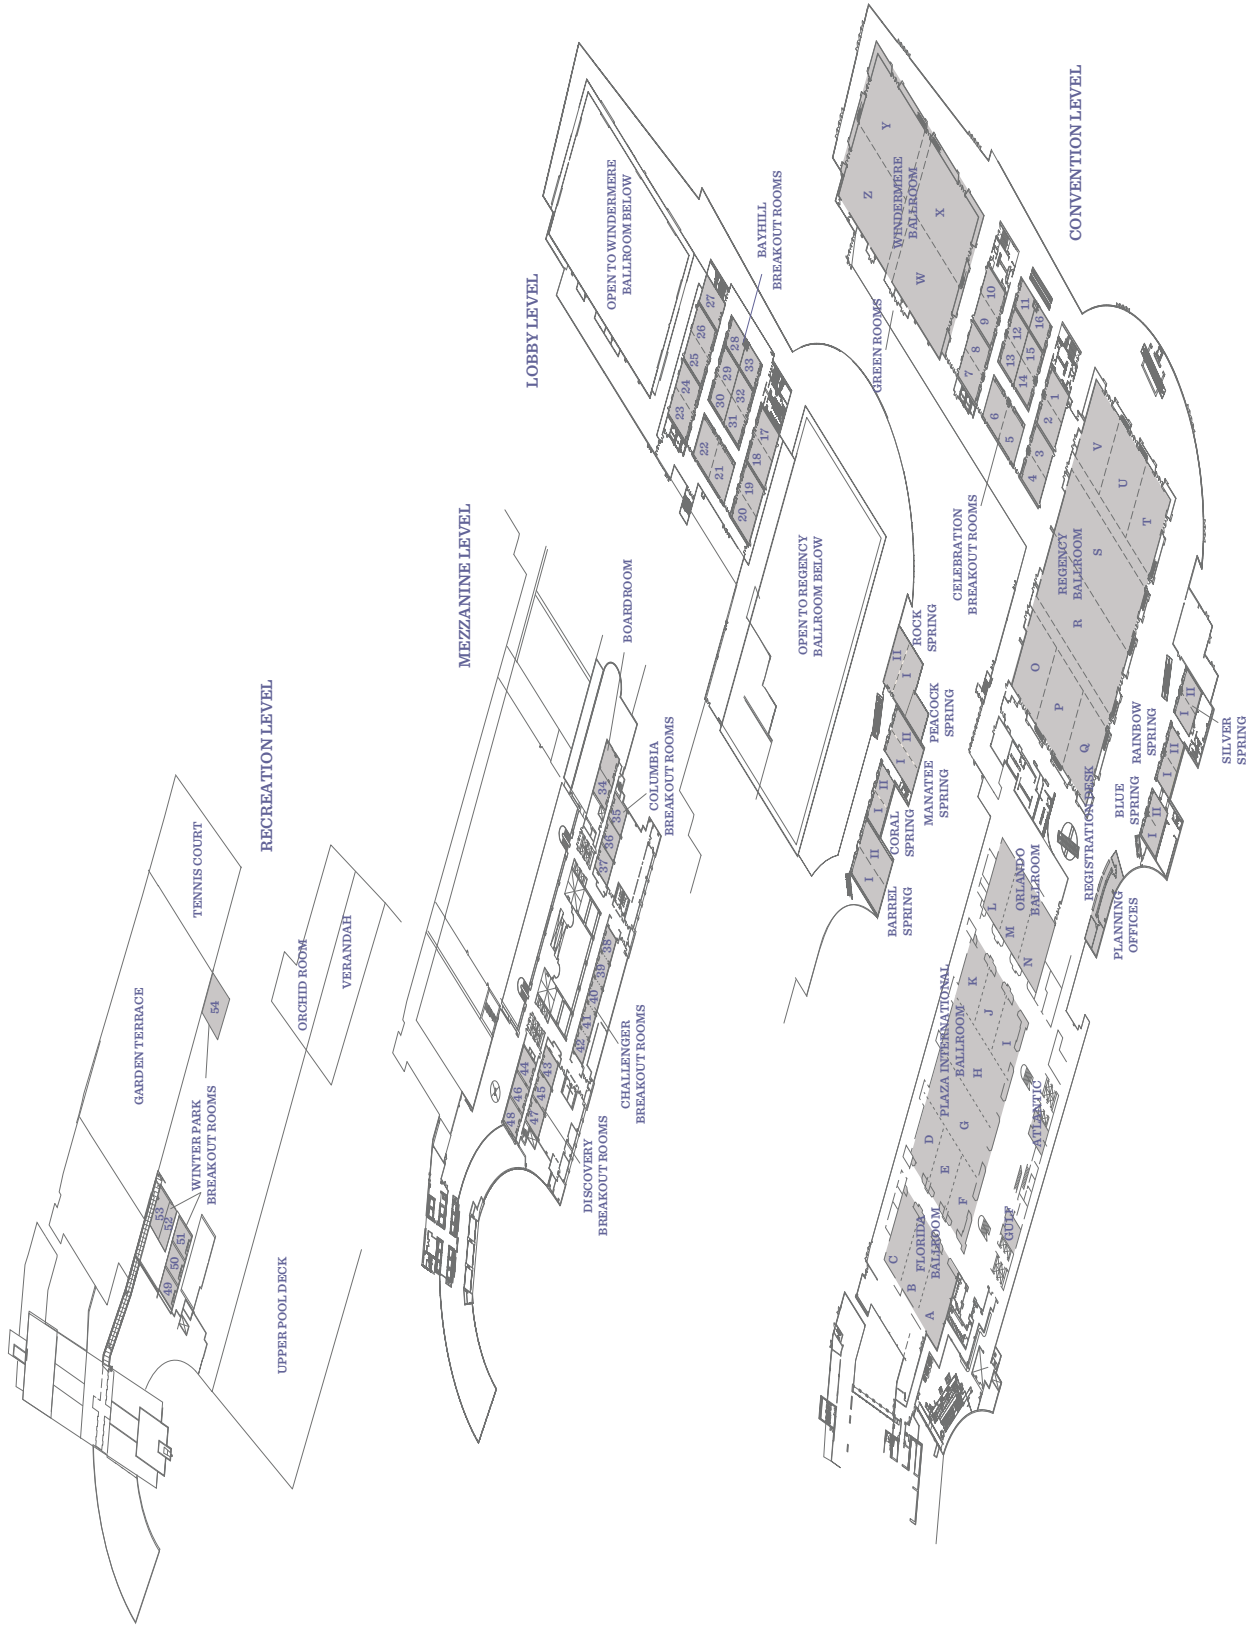 RECREATION LEVEL
TENNIS COURT
GARDEN TERRACE
54
ORCHID ROOM
VERANDAH
WINTER PARK
BREAKOUT ROOMS
53
52
51
50
49
UPPER POOL DECK
MEZZANINE LEVEL
BOARDROOM
COLUMBIA
BREAKOUT ROOMS
34
35
36
37
38
39
40
41
42
CHALLENGER
BREAKOUT ROOMS
43
44
45
46
47
48
DISCOVERY
BREAKOUT ROOMS
LOBBY LEVEL
OPEN TO WINDERMERE
BALLROOM BELOW
BAYHILL
BREAKOUT ROOMS
27
26
25
24
23
22
21
28
29
30
31
32
33
17
18
19
20
OPEN TO REGENCY
BALLROOM BELOW
ROCK
SPRING
I
II
PEACOCK
SPRING
MANATEE
SPRING
I
II
CORAL
SPRING
I
II
BARREL
SPRING
I
II
CONVENTION LEVEL
WINDERMERE
BALLROOM
Z
Y
X
W
GREEN ROOMS
7
8
9
10
11
12
13
14
15
16
6
5
1
2
3
4
CELEBRATION
BREAKOUT ROOMS
REGENCY
BALLROOM
V
U
T
S
R
O
P
Q
SILVER
SPRING
I
II
RAINBOW
SPRING
I
II
BLUE
SPRING
I
II
REGISTRATION DESK
PLANNING
OFFICES
ORLANDO
BALLROOM
L
M
N
PLAZA INTERNATIONAL
BALLROOM
K
J
I
H
G
D
E
F
ATLANTIC
GULF
FLORIDA
BALLROOM
C
B
A